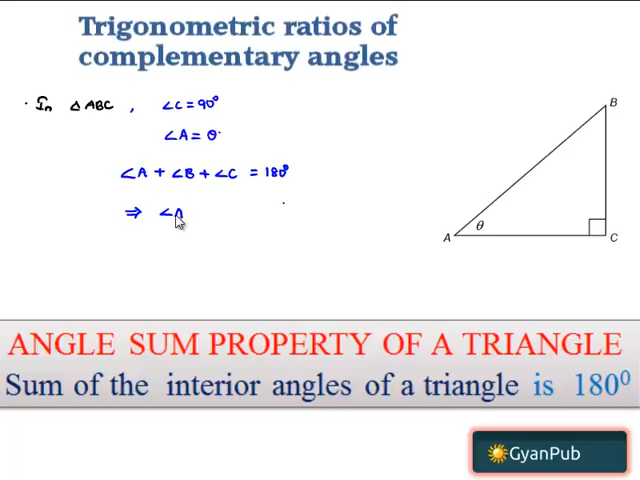 Trigonometric ratios of
complementary angles
· In △ABC , ∠C = 90°
∠A = θ
∠A + ∠B + ∠C = 180°
⇒ ∠A
B
A
θ
C
ANGLE SUM PROPERTY OF A TRIANGLE
Sum of the interior angles of a triangle is 180⁰
GyanPub